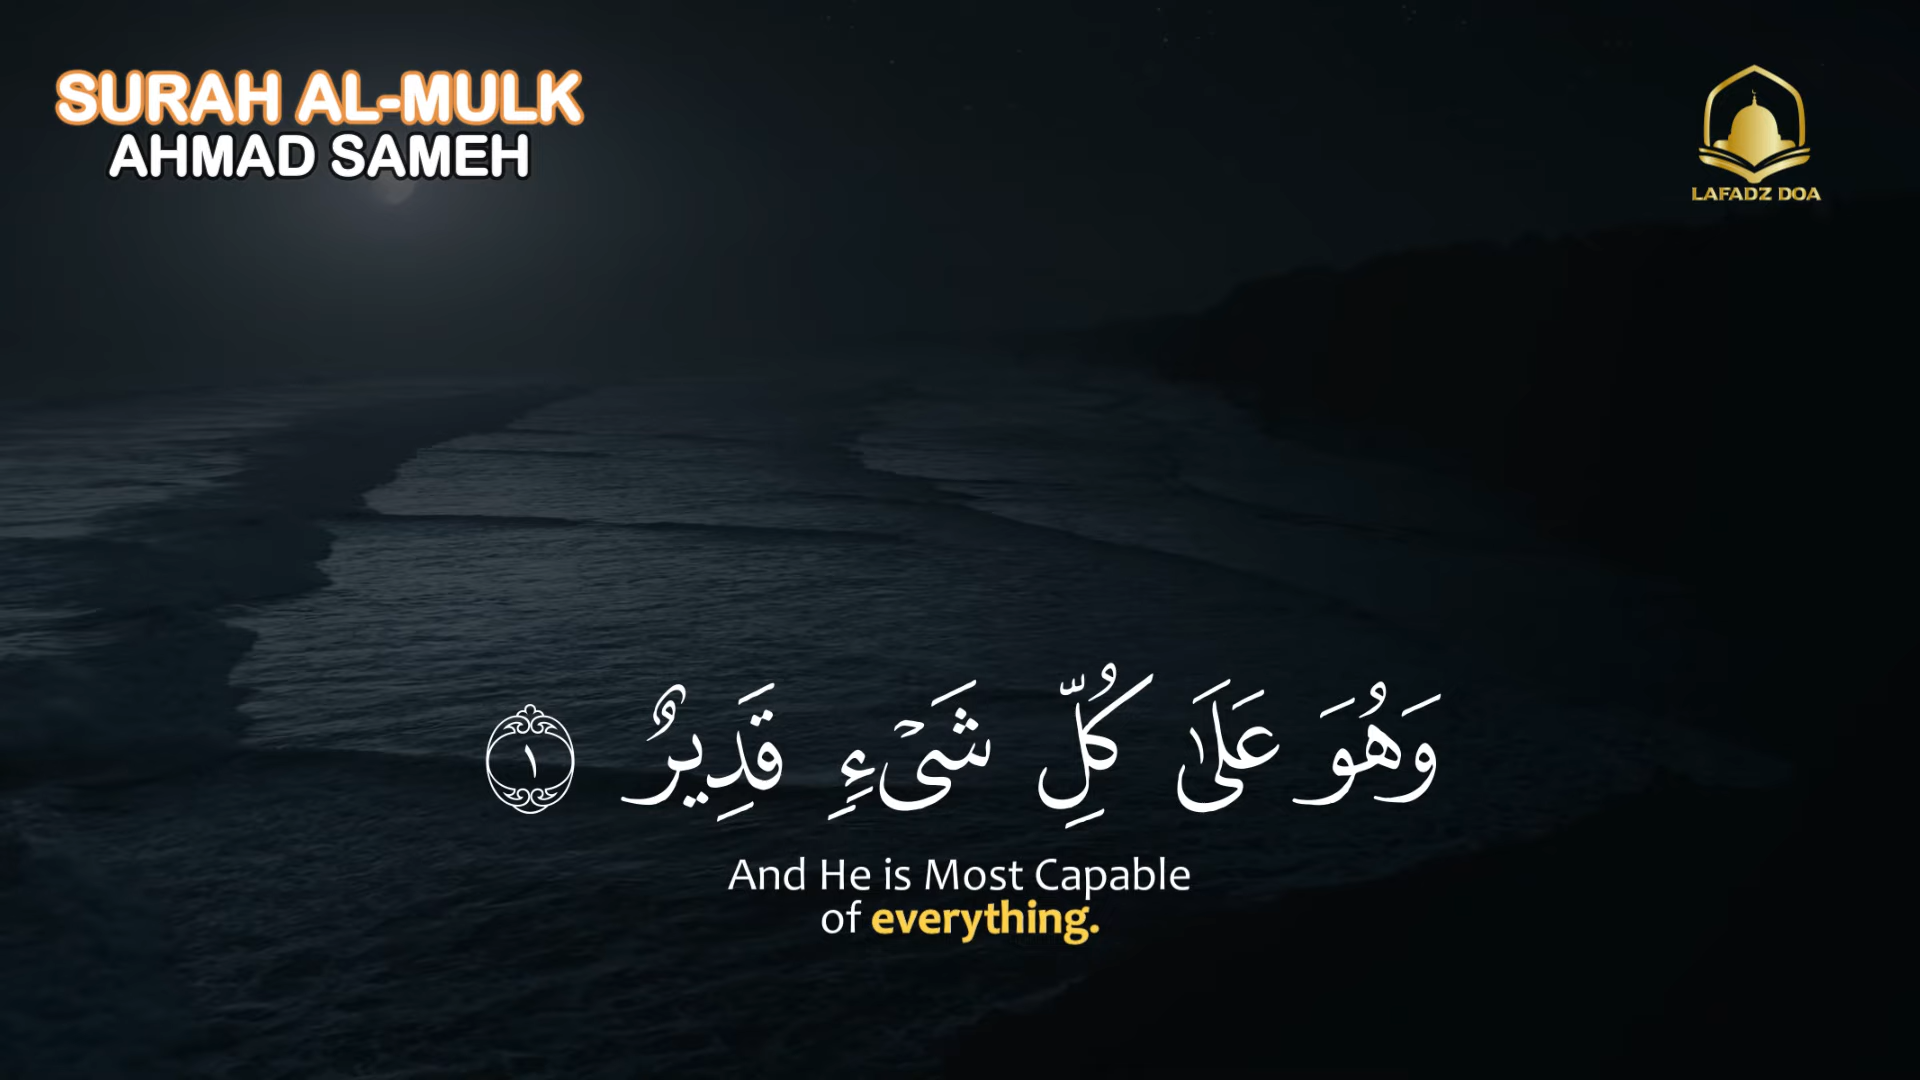 SURAH AL-MULK
AHMAD SAMEH
LAFADZ DOA
وَهُوَ عَلَىٰ كُلِّ شَىْءٍ قَدِيرٌ ١
And He is Most Capable
of everything.